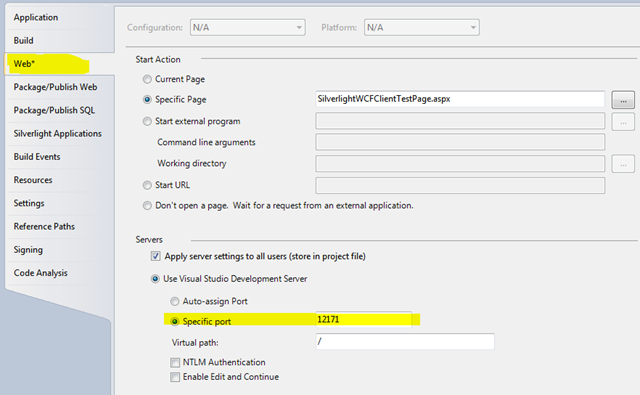 Application
Build
Web*
Package/Publish Web
Package/Publish SQL
Silverlight Applications
Build Events
Resources
Settings
Reference Paths
Signing
Code Analysis
Configuration: N/A Platform: N/A
Start Action
Current Page
Specific Page SilverlightWCFClientTestPage.aspx ...
Start external program ...
Command line arguments
Working directory ...
Start URL
Don't open a page. Wait for a request from an external application.
Servers
Apply server settings to all users (store in project file)
Use Visual Studio Development Server
Auto-assign Port
Specific port 12171
Virtual path: /
NTLM Authentication
Enable Edit and Continue